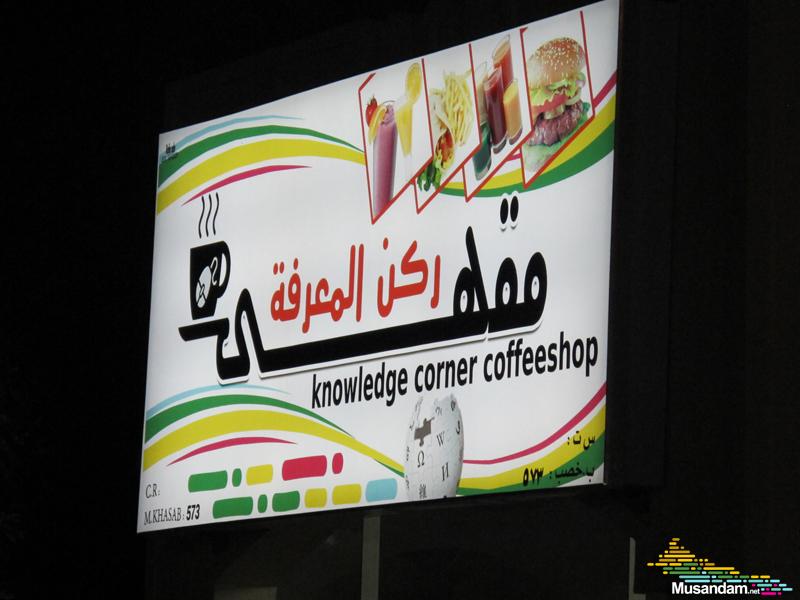 مقهى
ركن المعرفة
knowledge corner coffeeshop
W
Ω
И
C.R:
M.KHASAB: 573
س ت:
ب خصب: ٥٧٣
Musandam.net